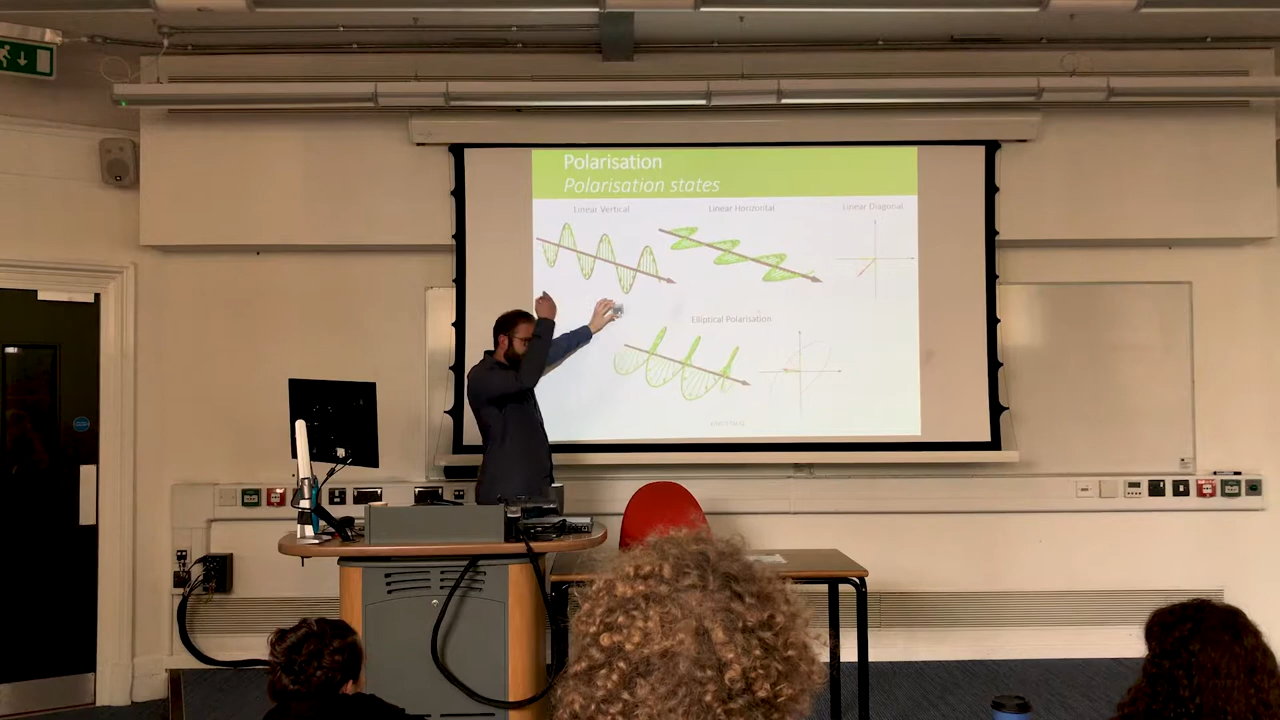 Polarisation
Polarisation states
Linear Vertical
Linear Horizontal
Linear Diagonal
Elliptical Polarisation